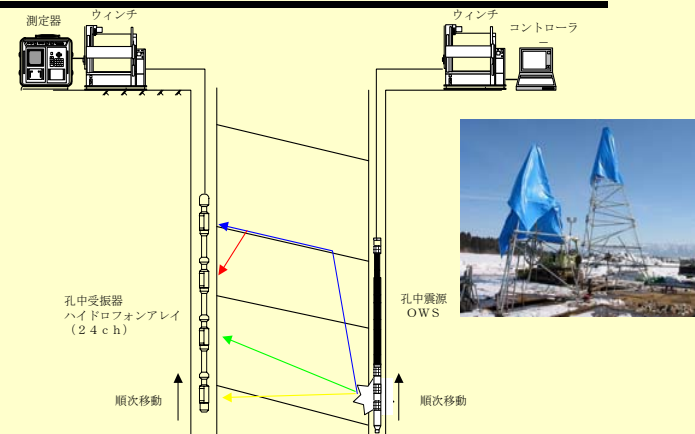 測定器
ウィンチ
ウィンチ
コントローラ
ー
孔中受振器
ハイドロフォンアレイ
(24ch)
孔中震源
OWS
順次移動
順次移動